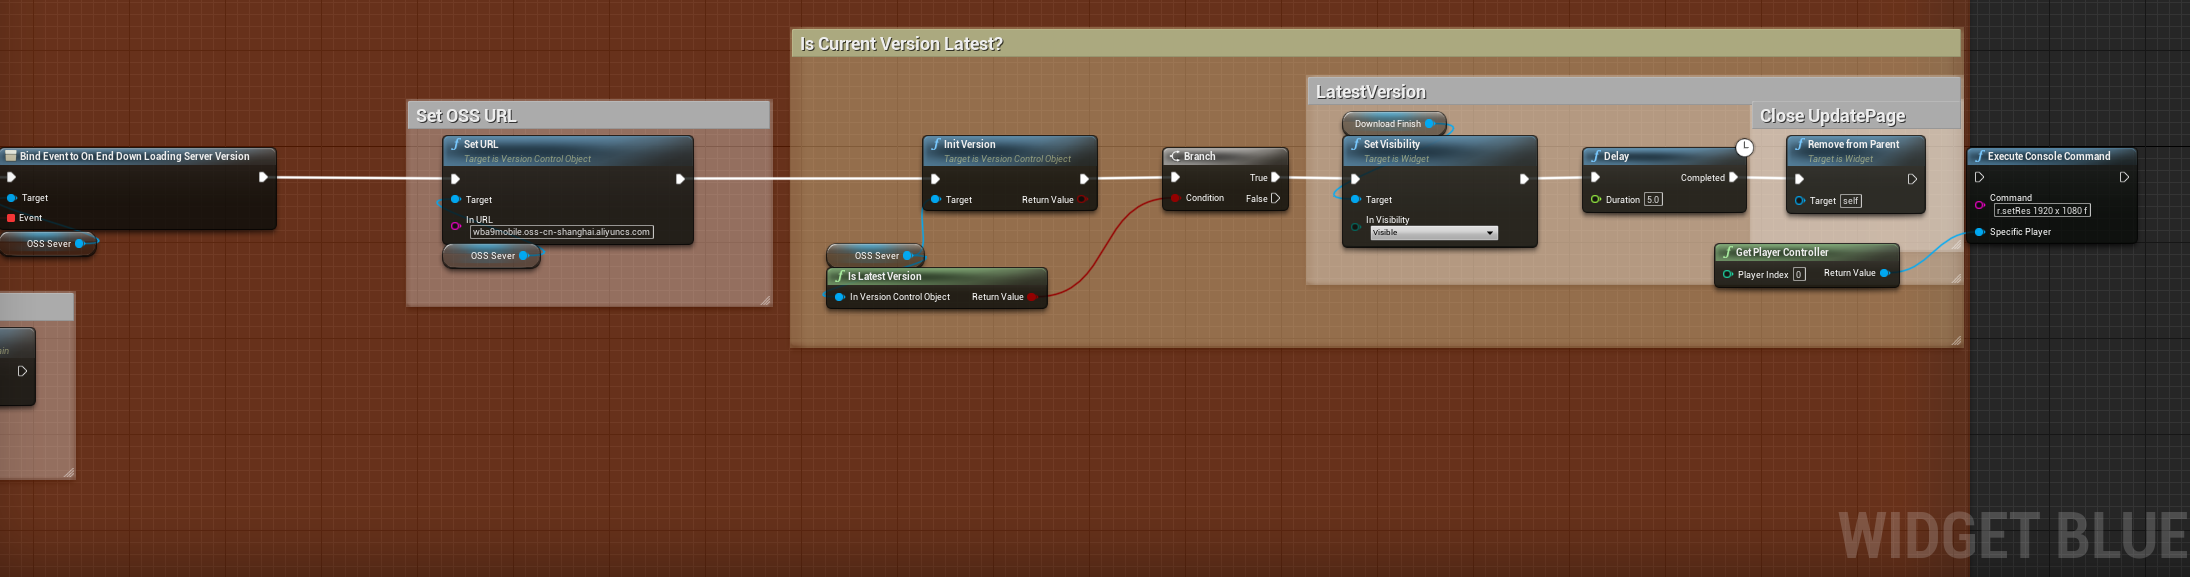 Is Current Version Latest?
LatestVersion
Set OSS URL
Close UpdatePage
Bind Event to On End Down Loading Server Version
Target
Event
OSS Sever
Set URL
Target is Version Control Object
Target
In URL
wba9mobile.oss-cn-shanghai.aliyuncs.com
OSS Sever
Init Version
Target is Version Control Object
Target
Return Value
OSS Sever
Is Latest Version
In Version Control Object
Return Value
Branch
True
Condition
False
Download Finish
Set Visibility
Target is Widget
Target
In Visibility
Visible
Delay
Completed
Duration 5.0
Remove from Parent
Target is Widget
Target self
Get Player Controller
Player Index 0
Return Value
Execute Console Command
Command
r.setRes 1920 x 1080 f
Specific Player
ain
WIDGET BLUE